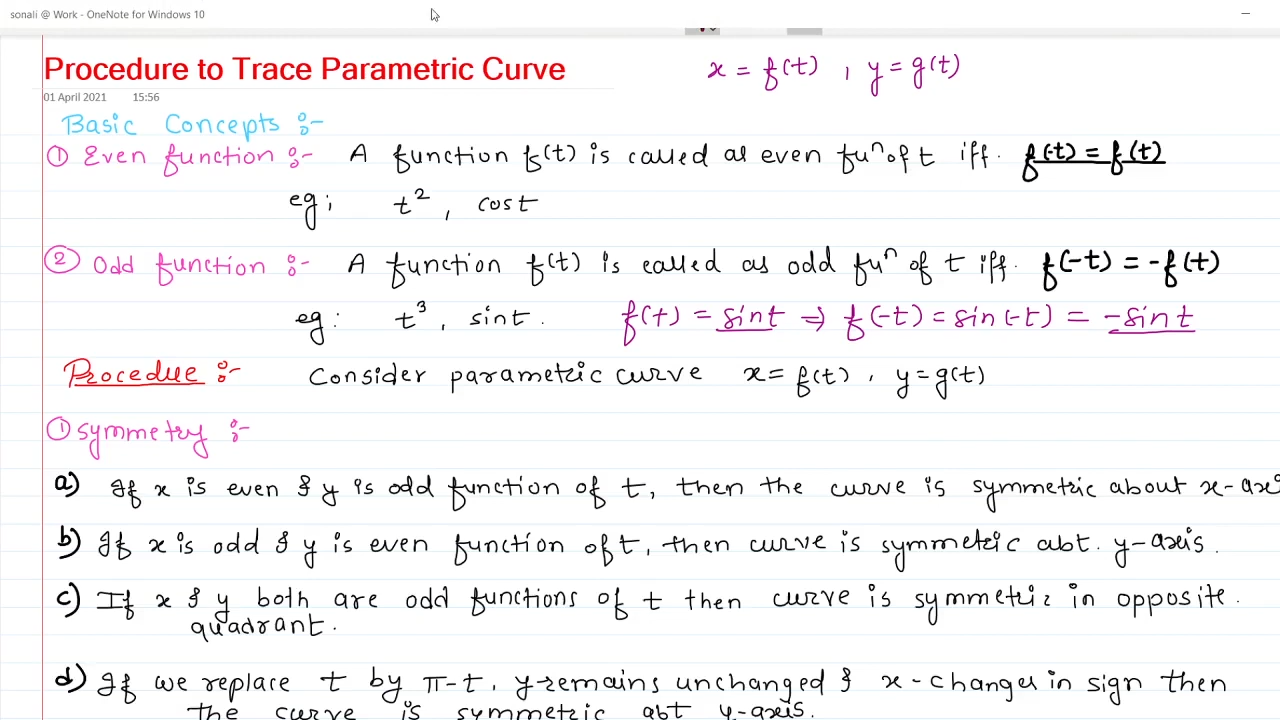 sonali @ Work - OneNote for Windows 10
Procedure to Trace Parametric Curve
x = f(t) , y = g(t)
01 April 2021 15:56
Basic Concepts :-
① Even function :- A function f(t) is called as even fuⁿ of t iff. f(-t) = f(t)
eg: t² , cost
② Odd function :- A function f(t) is called as odd fuⁿ of t iff. f(-t) = -f(t)
eg: t³ , sint. f(t) = sint ⇒ f(-t) = sin(-t) = -sint
Procedue :- Consider parametric curve x = f(t) , y = g(t)
① Symmetry :-
a) If x is even & y is odd function of t, then the curve is symmetric about x-axi
b) If x is odd & y is even function of t, then curve is symmetric abt. y-axis.
c) If x & y both are odd functions of t then curve is symmetric in opposite.
quadrant.
d) If we replace t by π-t, y-remains unchanged & x-changes in sign then
the curve is symmetric abt y-axis.